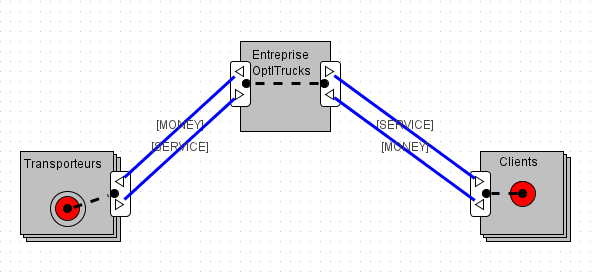 Entreprise
OptITrucks
[MONEY]
[SERVICE]
[SERVICE]
[MONEY]
Transporteurs
Clients